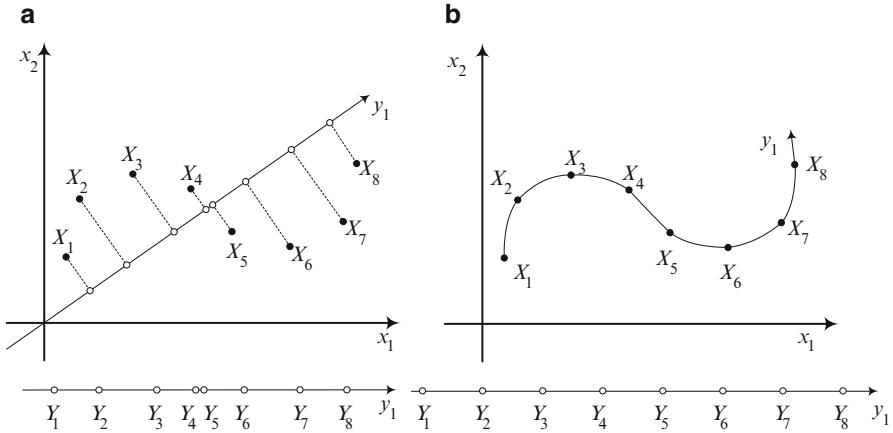 a
x₂
y₁
X₁
X₂
X₃
X₄
X₅
X₆
X₇
X₈
x₁
Y₁ Y₂ Y₃ Y₄ Y₅ Y₆ Y₇ Y₈ y₁
b
x₂
y₁
X₁
X₂
X₃
X₄
X₅
X₆
X₇
X₈
x₁
Y₁ Y₂ Y₃ Y₄ Y₅ Y₆ Y₇ Y₈ y₁